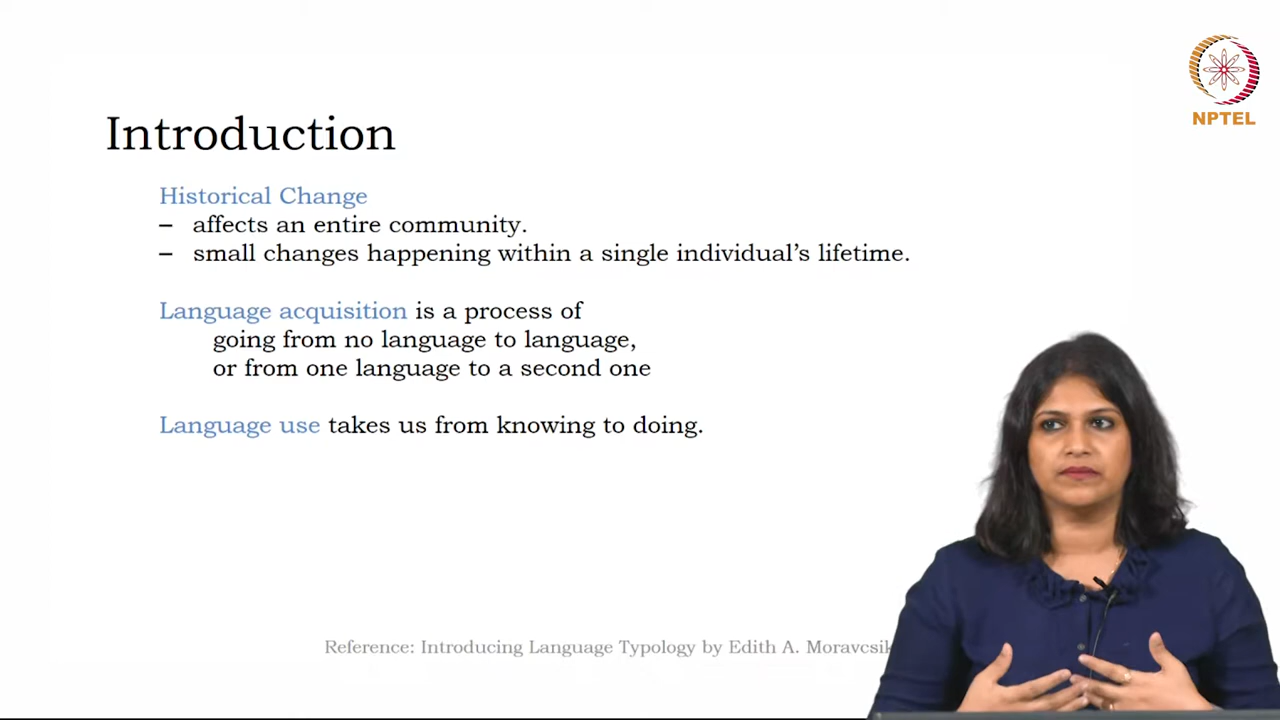 NPTEL
Introduction
Historical Change
– affects an entire community.
– small changes happening within a single individual's lifetime.
Language acquisition is a process of
going from no language to language,
or from one language to a second one
Language use takes us from knowing to doing.
Reference: Introducing Language Typology by Edith A. Moravcsik